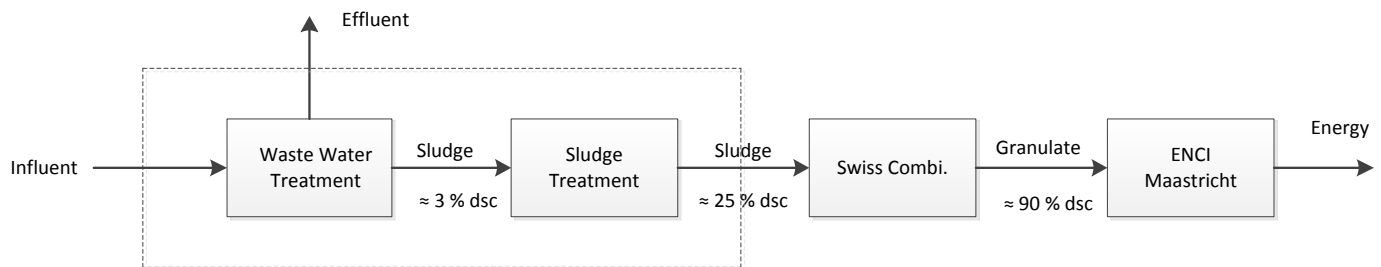 Effluent
Influent
Waste Water
Treatment
Sludge
≈ 3 % dsc
Sludge
Treatment
Sludge
≈ 25 % dsc
Swiss Combi.
Granulate
≈ 90 % dsc
ENCI
Maastricht
Energy